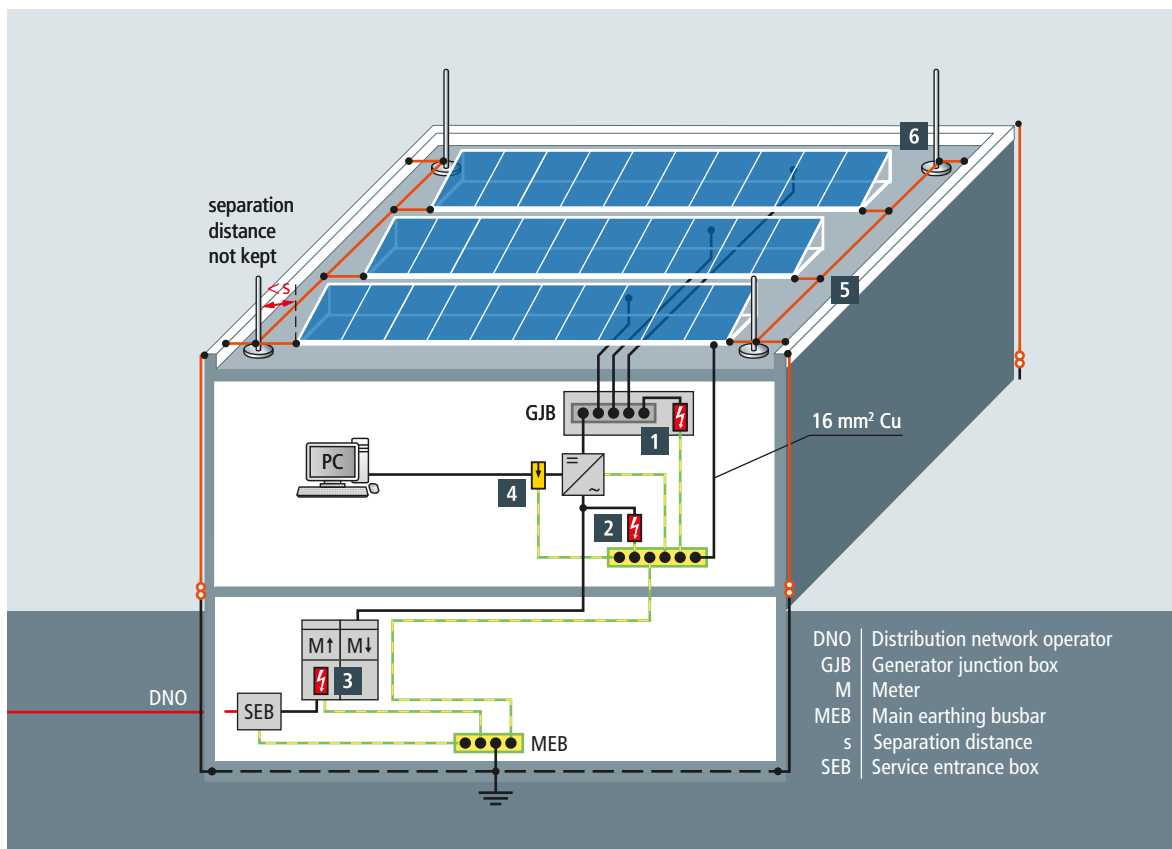 6
separation
distance
not kept
< s
5
GJB
1
16 mm² Cu
PC
=
~
4
2
M↑ M↓
3
DNO
SEB
MEB
DNO Distribution network operator
GJB Generator junction box
M Meter
MEB Main earthing busbar
s Separation distance
SEB Service entrance box